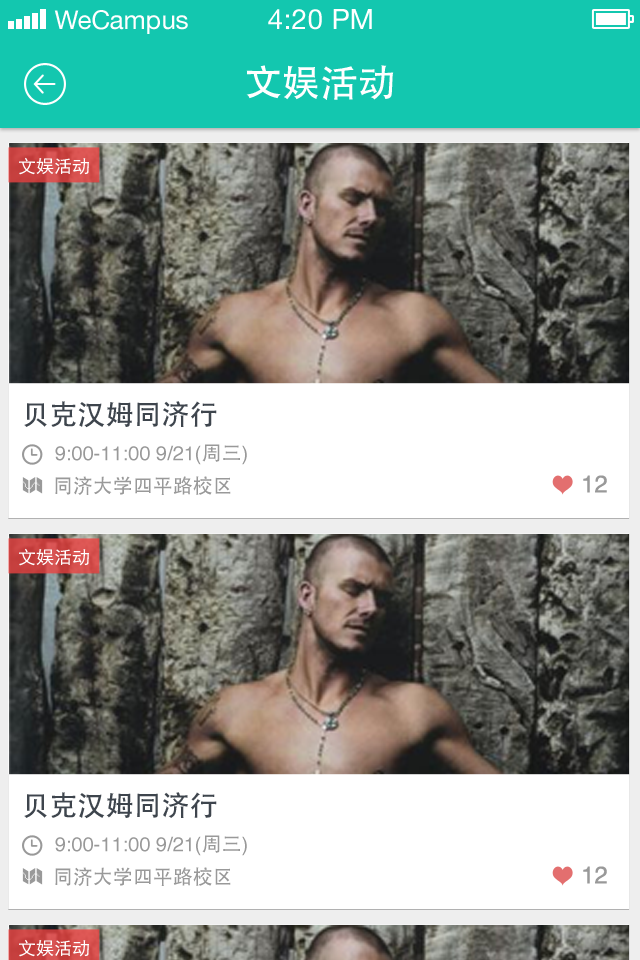 WeCampus 4:20 PM
文娱活动
文娱活动
贝克汉姆同济行
9:00-11:00 9/21(周三)
同济大学四平路校区 12
文娱活动
贝克汉姆同济行
9:00-11:00 9/21(周三)
同济大学四平路校区 12
文娱活动